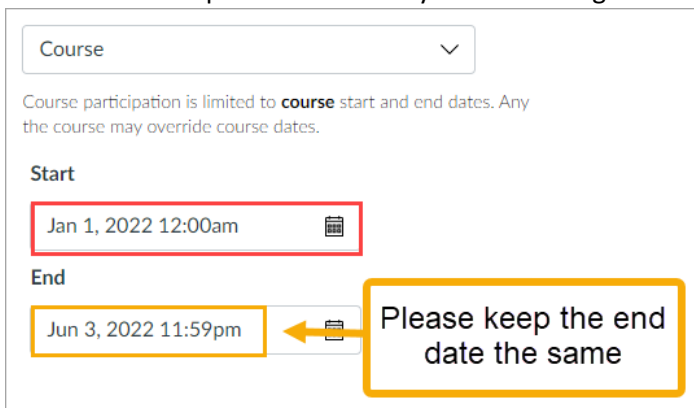 Course
Course participation is limited to course start and end dates. Any
the course may override course dates.
Start
Jan 1, 2022 12:00am
End
Jun 3, 2022 11:59pm
Please keep the end
date the same